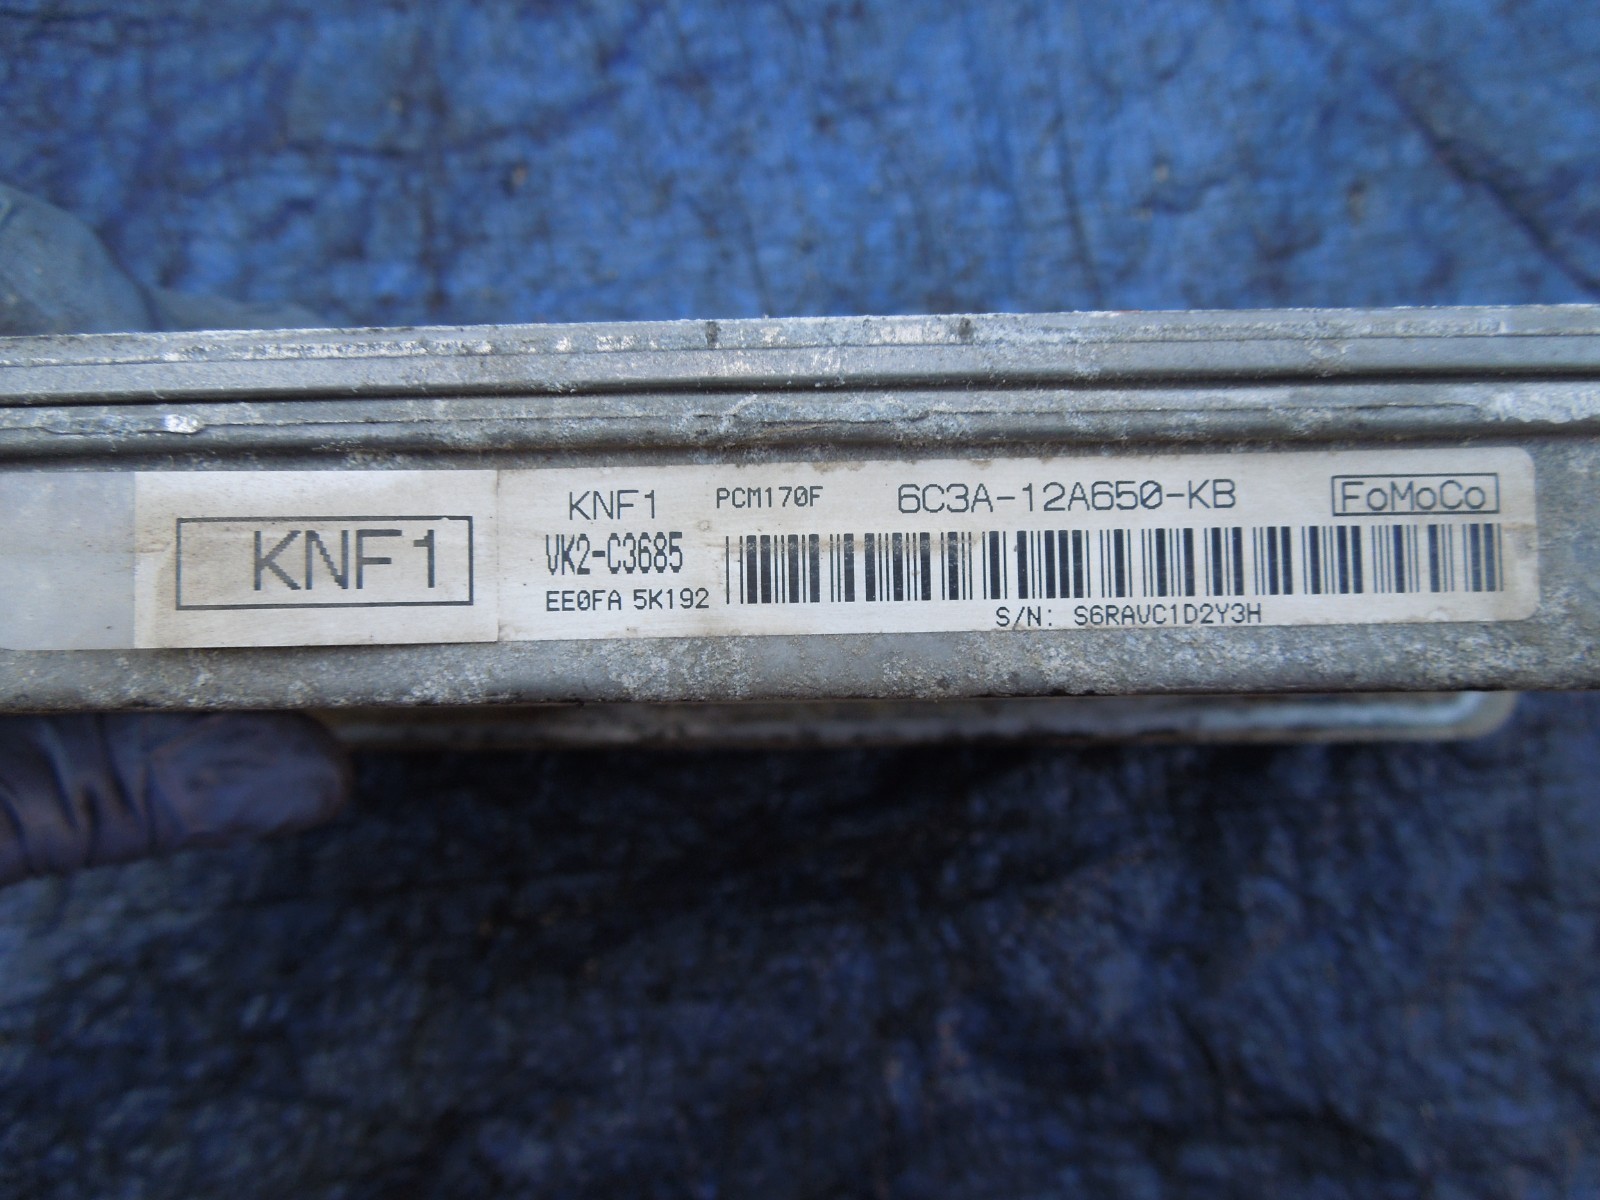 KNF1
KNF1 PCM170F 6C3A-12A650-KB FoMoCo
VK2-C3685
EE0FA 5K192
S/N: S6RAVC1D2Y3H